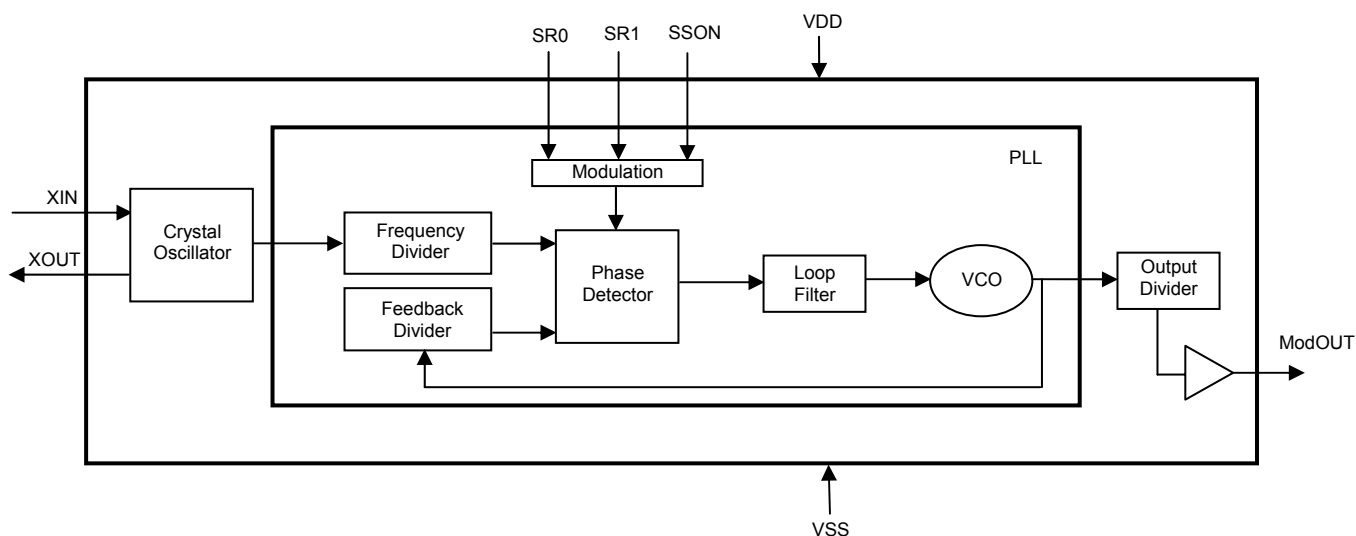 VDD
SR0
SR1
SSON
PLL
Modulation
XIN
Crystal
Oscillator
XOUT
Frequency
Divider
Feedback
Divider
Phase
Detector
Loop
Filter
VCO
Output
Divider
ModOUT
VSS